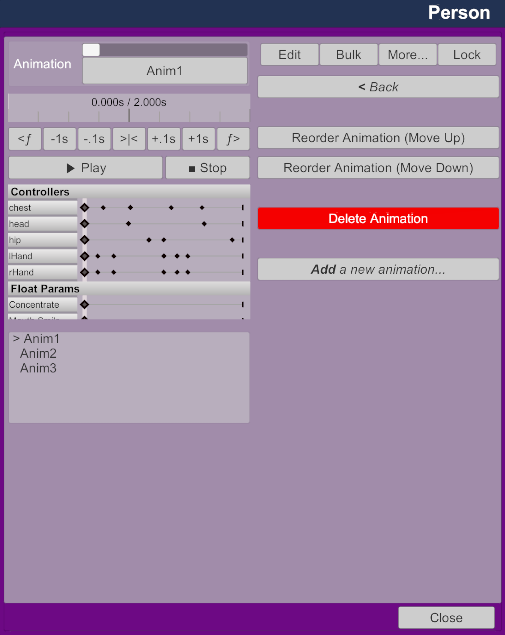 Person
Animation
Anim1
Edit
Bulk
More...
Lock
< Back
0.000s / 2.000s
<ƒ
-1s
-.1s
>|<
+.1s
+1s
ƒ>
▶ Play
■ Stop
Reorder Animation (Move Up)
Reorder Animation (Move Down)
Delete Animation
Add a new animation...
Controllers
chest
head
hip
lHand
rHand
Float Params
Concentrate
> Anim1
Anim2
Anim3
Close